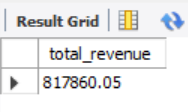 Result Grid
total_revenue
817860.05